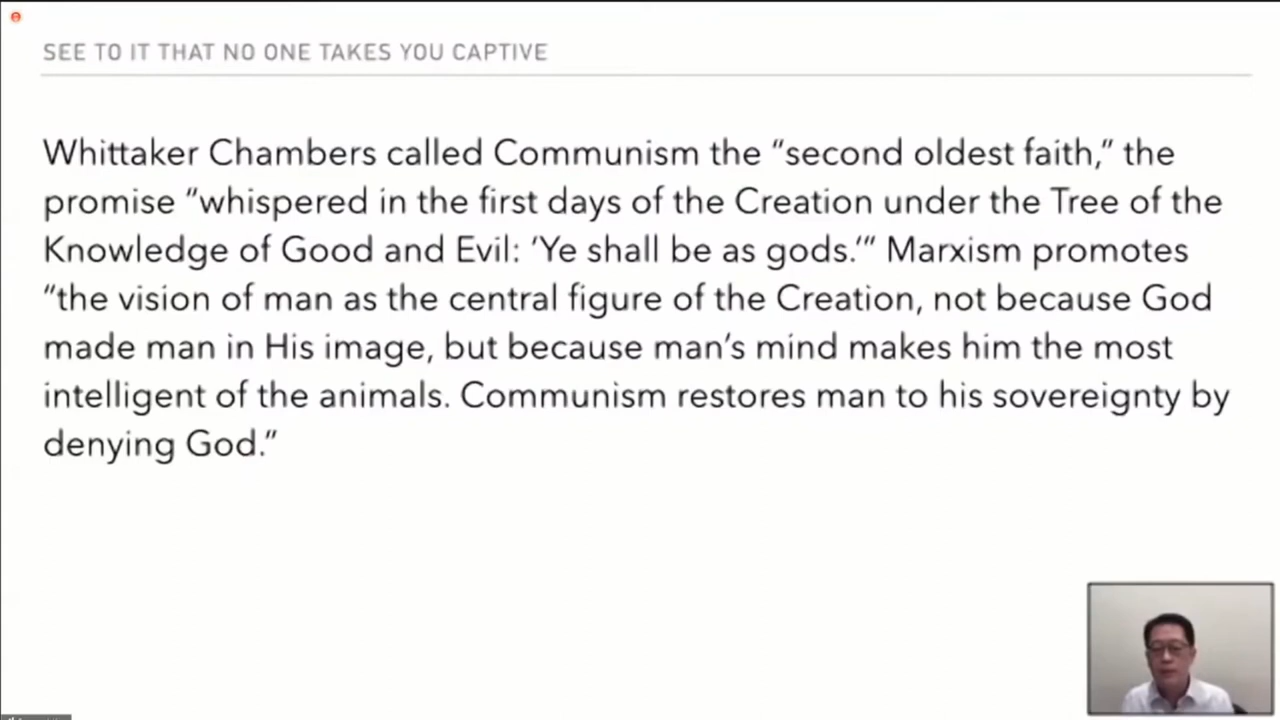 SEE TO IT THAT NO ONE TAKES YOU CAPTIVE
Whittaker Chambers called Communism the “second oldest faith,” the
promise “whispered in the first days of the Creation under the Tree of the
Knowledge of Good and Evil: ‘Ye shall be as gods.’” Marxism promotes
“the vision of man as the central figure of the Creation, not because God
made man in His image, but because man’s mind makes him the most
intelligent of the animals. Communism restores man to his sovereignty by
denying God.”